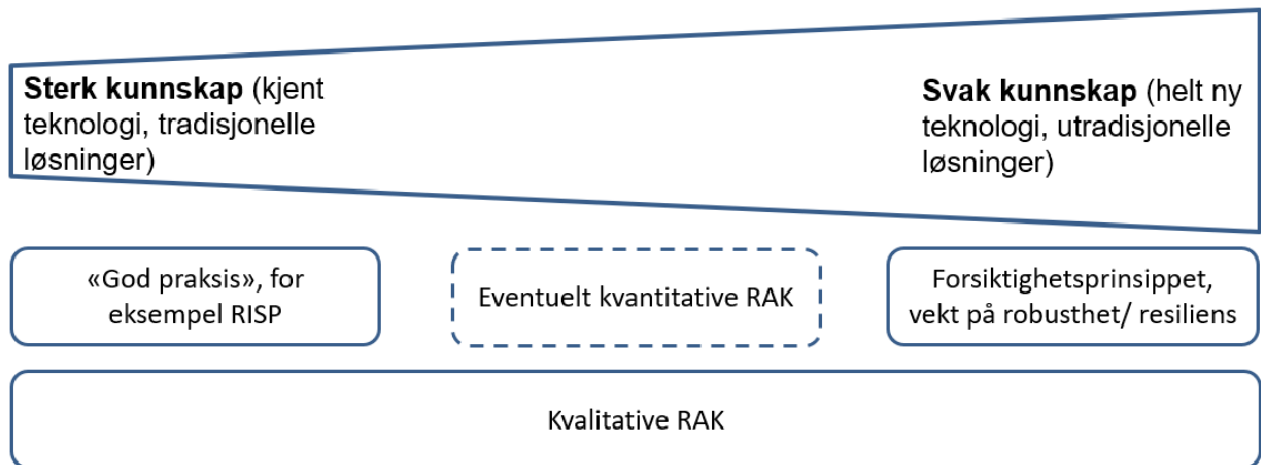 Sterk kunnskap (kjent
teknologi, tradisjonelle
løsninger)
Svak kunnskap (helt ny
teknologi, utradisjonelle
løsninger)
«God praksis», for
eksempel RISP
Eventuelt kvantitative RAK
Forsiktighetsprinsippet,
vekt på robusthet/ resiliens
Kvalitative RAK